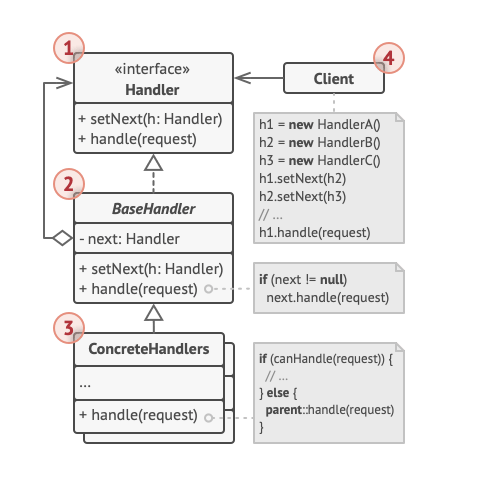 1
«interface»
Handler
+ setNext(h: Handler)
+ handle(request)
4
Client
h1 = new HandlerA()
h2 = new HandlerB()
h3 = new HandlerC()
h1.setNext(h2)
h2.setNext(h3)
// ...
h1.handle(request)
2
BaseHandler
- next: Handler
+ setNext(h: Handler)
+ handle(request)
if (next != null)
next.handle(request)
3
ConcreteHandlers
...
+ handle(request)
if (canHandle(request)) {
// ...
} else {
parent::handle(request)
}